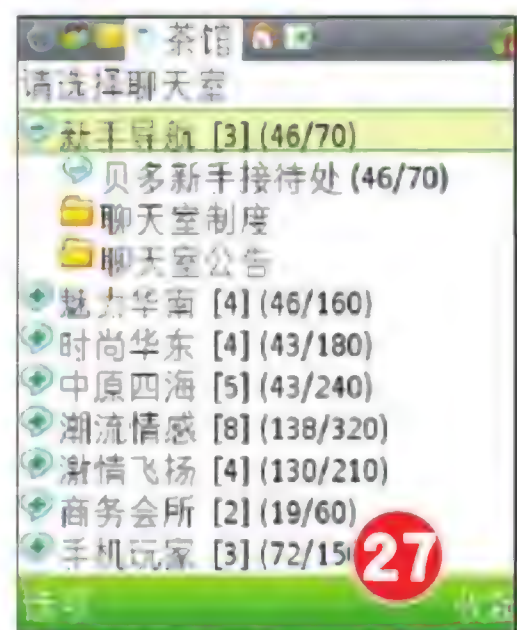 茶馆
请选择聊天室
新手导航 [3] (46/70)
贝多新手接待处 (46/70)
聊天室制度
聊天室公告
魅力华南 [4] (46/160)
时尚华东 [4] (43/180)
中原四海 [5] (43/240)
潮流情感 [8] (138/320)
激情飞扬 [4] (130/210)
商务会所 [2] (19/60)
手机玩家 [3] (72/15
27
选项